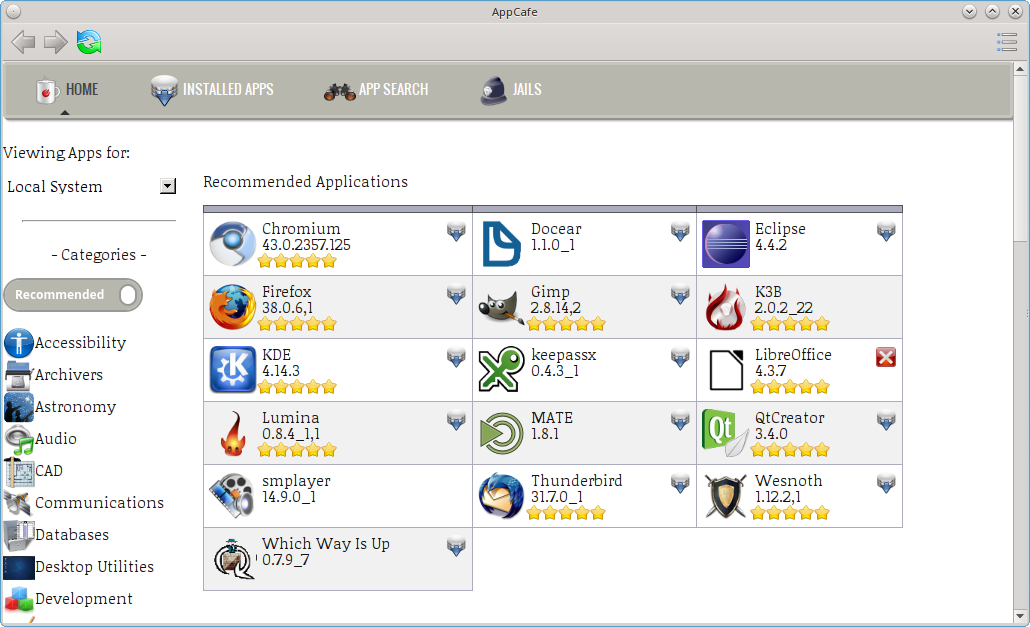 AppCafe
HOME
INSTALLED APPS
APP SEARCH
JAILS
Viewing Apps for:
Local System
- Categories -
Recommended
Accessibility
Archivers
Astronomy
Audio
CAD
Communications
Databases
Desktop Utilities
Development
Recommended Applications
Chromium
43.0.2357.125
Docear
1.1.0_1
Eclipse
4.4.2
Firefox
38.0.6,1
Gimp
2.8.14,2
K3B
2.0.2_22
KDE
4.14.3
keepassx
0.4.3_1
LibreOffice
4.3.7
Lumina
0.8.4_1,1
MATE
1.8.1
Qt
QtCreator
3.4.0
smplayer
14.9.0_1
Thunderbird
31.7.0_1
Wesnoth
1.12.2,1
Which Way Is Up
0.7.9_7